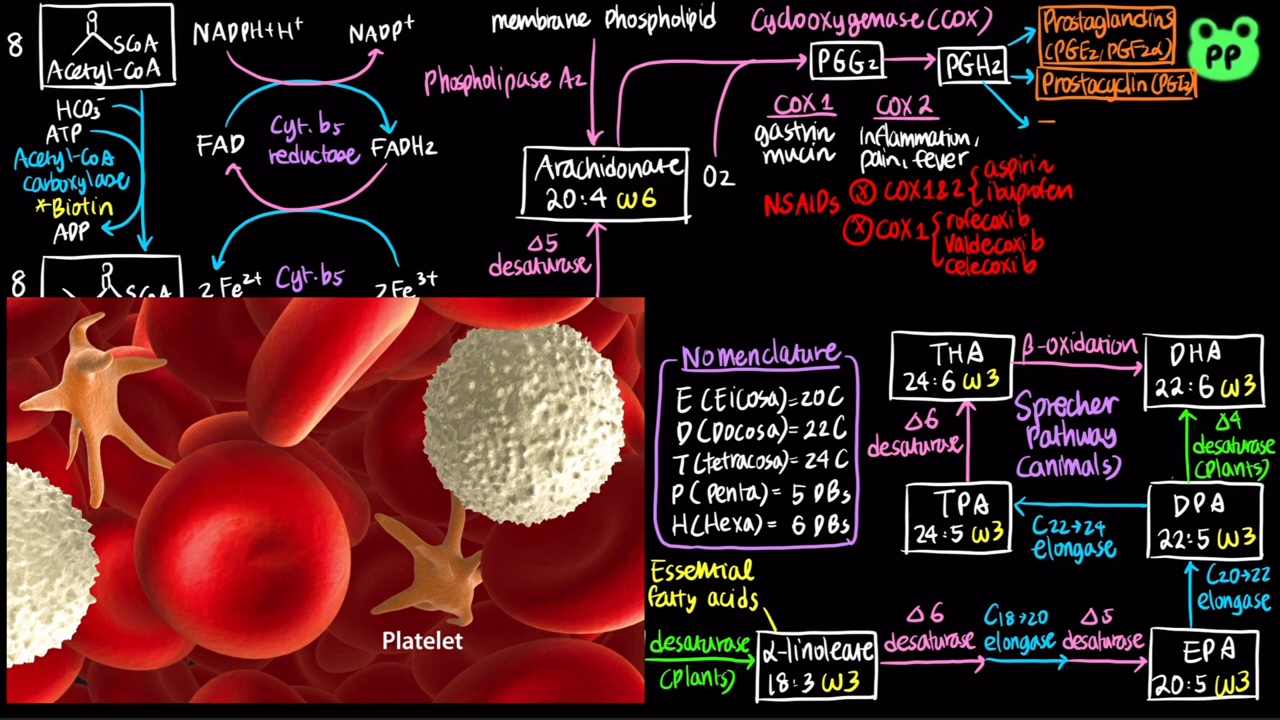 8
SCoA
Acetyl-CoA
HCO3-
ATP
Acetyl-CoA
carboxylase
*Biotin
ADP
8
SCoA
NADPH+H+
NADP+
FAD
Cyt. b5
reductase
FADH2
2Fe2+
Cyt. b5
2Fe3+
membrane phospholipid
Phospholipase A2
Arachidonate
20:4 ω6
Δ5
desaturase
O2
Cyclooxygenase (COX)
PGG2
PGH2
Prostaglandins
(PGE2, PGF2α)
Prostacyclin (PGI2)
PP
COX 1
gastrin
mucin
COX 2
inflammation,
pain, fever
NSAIDs
X COX 1&2 {
aspirin
ibuprofen
X COX 1 {
rofecoxib
valdecoxib
celecoxib
Platelet
Nomenclature
E (Eicosa) = 20C
D (Docosa) = 22C
T (tetracosa) = 24C
P (penta) = 5 DBs
H (Hexa) = 6 DBs
THA
24:6 ω3
β-oxidation
DHA
22:6 ω3
Δ6
desaturase
Sprecher
Pathway
(animals)
Δ4
desaturase
(plants)
TPA
24:5 ω3
C22→24
elongase
DPA
22:5 ω3
C20→22
elongase
Essential
fatty acids
desaturase
(plants)
α-linoleate
18:3 ω3
Δ6
desaturase
C18→20
elongase
Δ5
desaturase
EPA
20:5 ω3